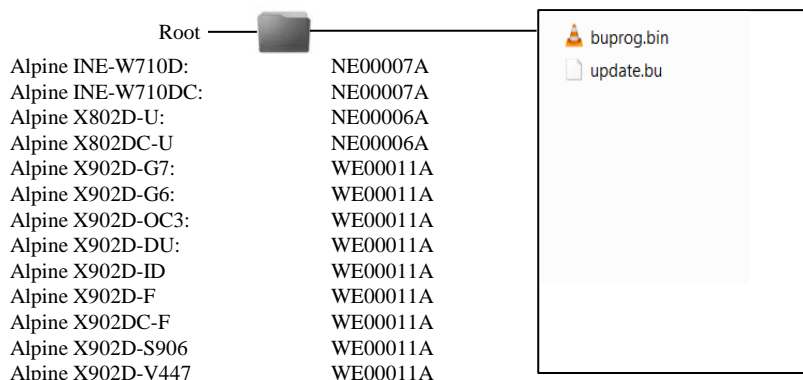 Root
buprog.bin
update.bu
Alpine INE-W710D: NE00007A
Alpine INE-W710DC: NE00007A
Alpine X802D-U: NE00006A
Alpine X802DC-U NE00006A
Alpine X902D-G7: WE00011A
Alpine X902D-G6: WE00011A
Alpine X902D-OC3: WE00011A
Alpine X902D-DU: WE00011A
Alpine X902D-ID WE00011A
Alpine X902D-F WE00011A
Alpine X902DC-F WE00011A
Alpine X902D-S906 WE00011A
Alpine X902D-V447 WE00011A